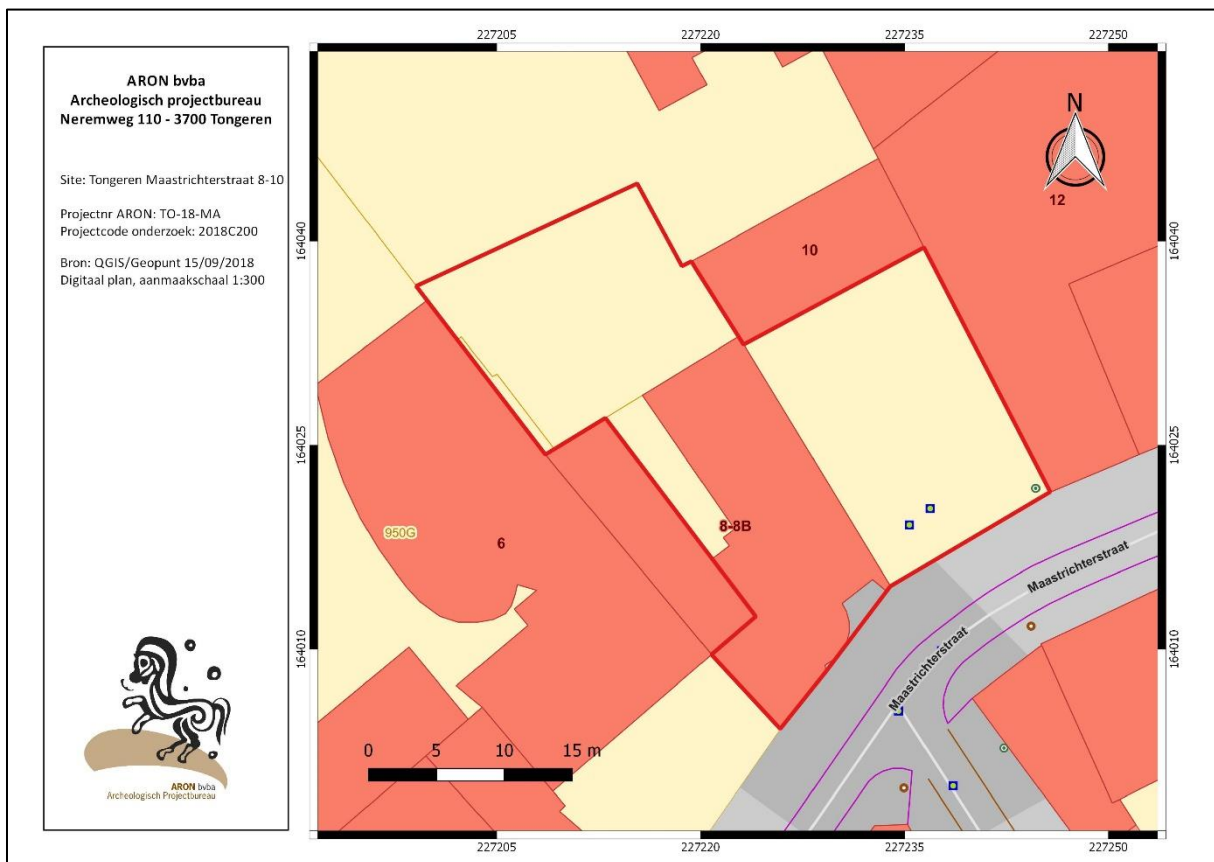 ARON bvba
Archeologisch projectbureau
Neremweg 110 - 3700 Tongeren
Site: Tongeren Maastrichterstraat 8-10
Projectnr ARON: TO-18-MA
Projectcode onderzoek: 2018C200
Bron: QGIS/Geopunt 15/09/2018
Digitaal plan, aanmaakschaal 1:300
ARON bvba
Archeologisch Projectbureau
227205
227220
227235
227250
164040
164025
164010
164040
164025
164010
N
12
10
8-8B
950G
6
Maastrichterstraat
Maastrichterstraat
0 5 10 15 m
227205
227220
227235
227250